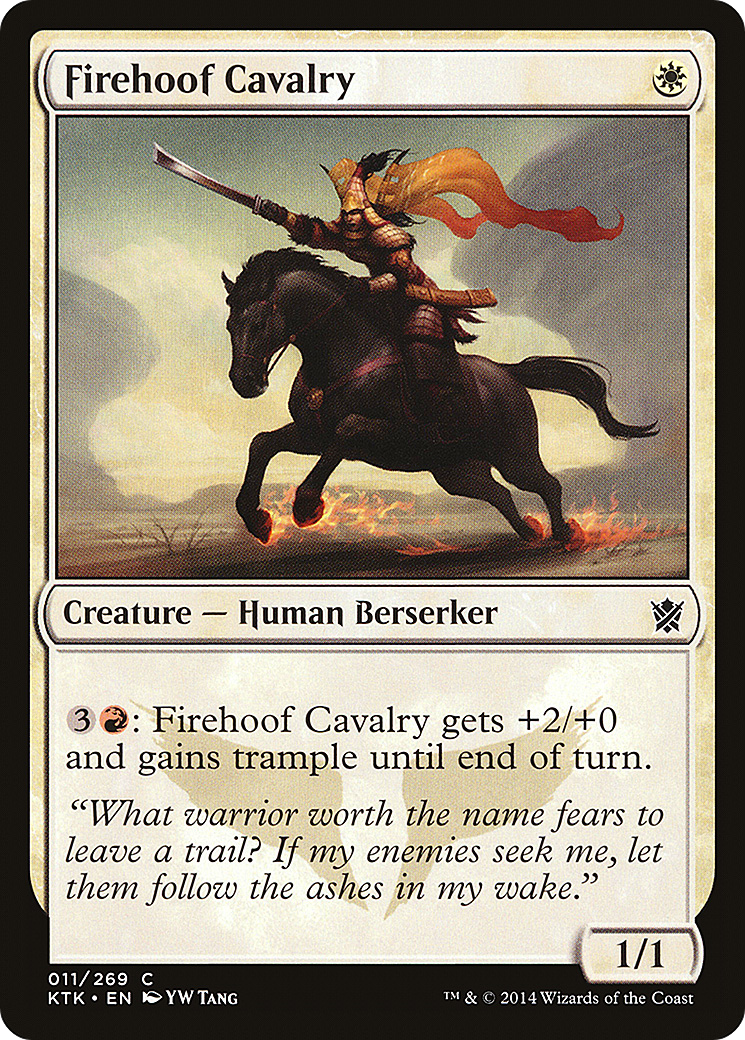 Firehoof Cavalry
Creature — Human Berserker
3: Firehoof Cavalry gets +2/+0
and gains trample until end of turn.
“What warrior worth the name fears to
leave a trail? If my enemies seek me, let
them follow the ashes in my wake.”
1/1
011/269 C
KTK • EN YW Tang
™ & © 2014 Wizards of the Coast